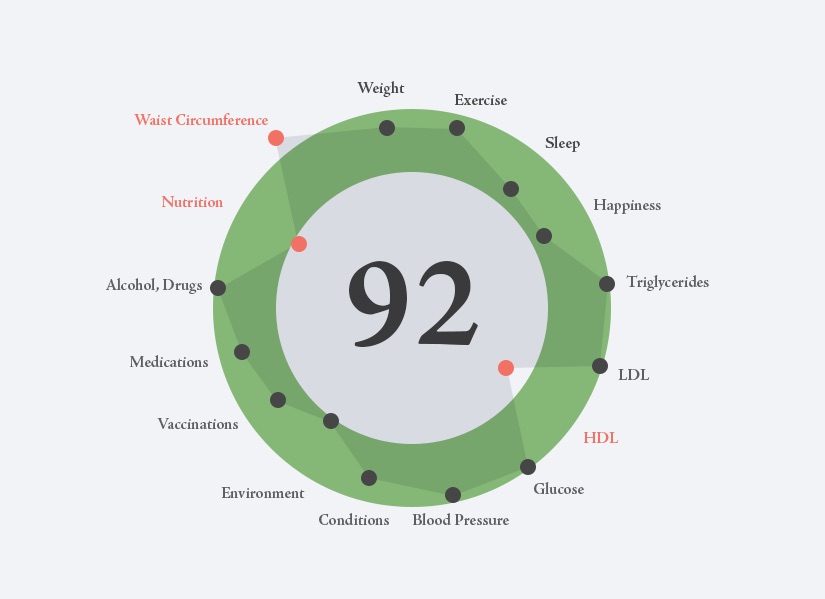 Weight
Exercise
Waist Circumference
Sleep
Nutrition
Happiness
Alcohol, Drugs
Triglycerides
92
Medications
LDL
Vaccinations
HDL
Environment
Glucose
Conditions
Blood Pressure